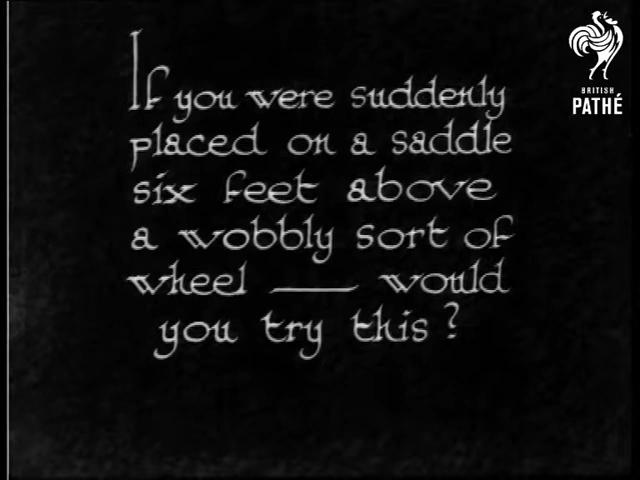 If you were suddenly
placed on a saddle
six feet above
a wobbly sort of
wheel — would
you try this?
BRITISH
PATHÉ